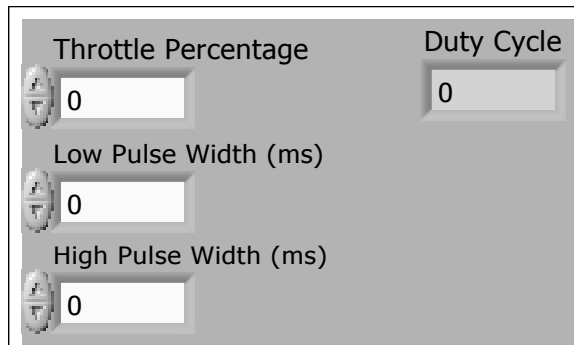 Throttle Percentage
0
Duty Cycle
0
Low Pulse Width (ms)
0
High Pulse Width (ms)
0